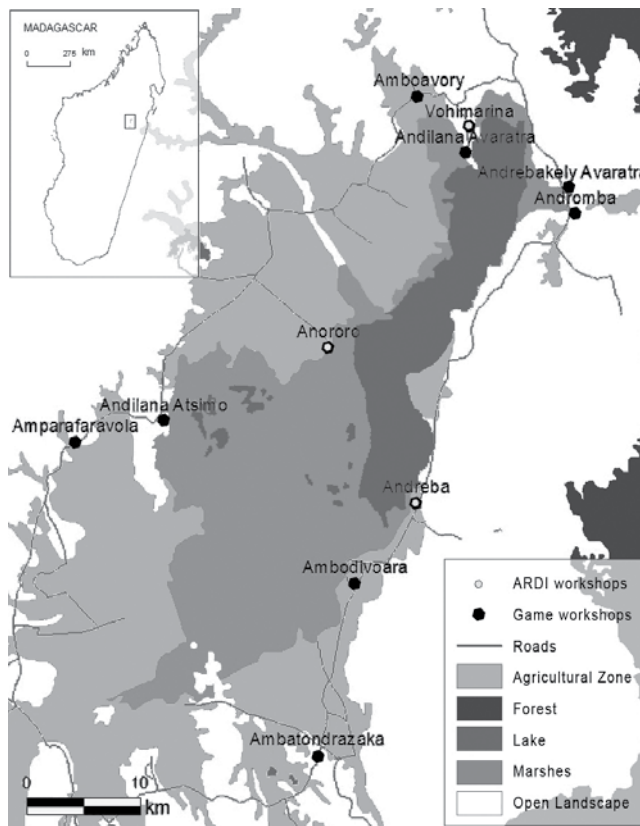 MADAGASCAR
0 275
km
Amboavory
Vohimarina
Andilana Avaratra
Andrebakely Avaratra
Andromba
Anororo
Andilana Atsimo
Amparafaravola
Andreba
Ambodivoara
Ambatondrazaka
0 10
km
ARDI workshops
Game workshops
Roads
Agricultural Zone
Forest
Lake
Marshes
Open Landscape